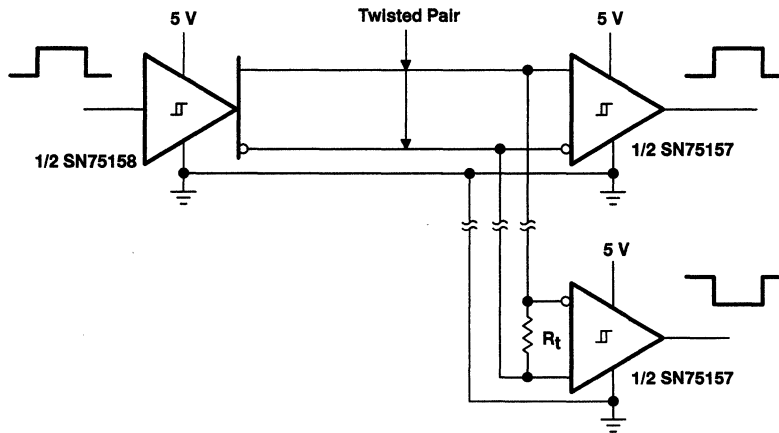 Twisted Pair
5 V
5 V
1/2 SN75158
1/2 SN75157
5 V
Rt
1/2 SN75157